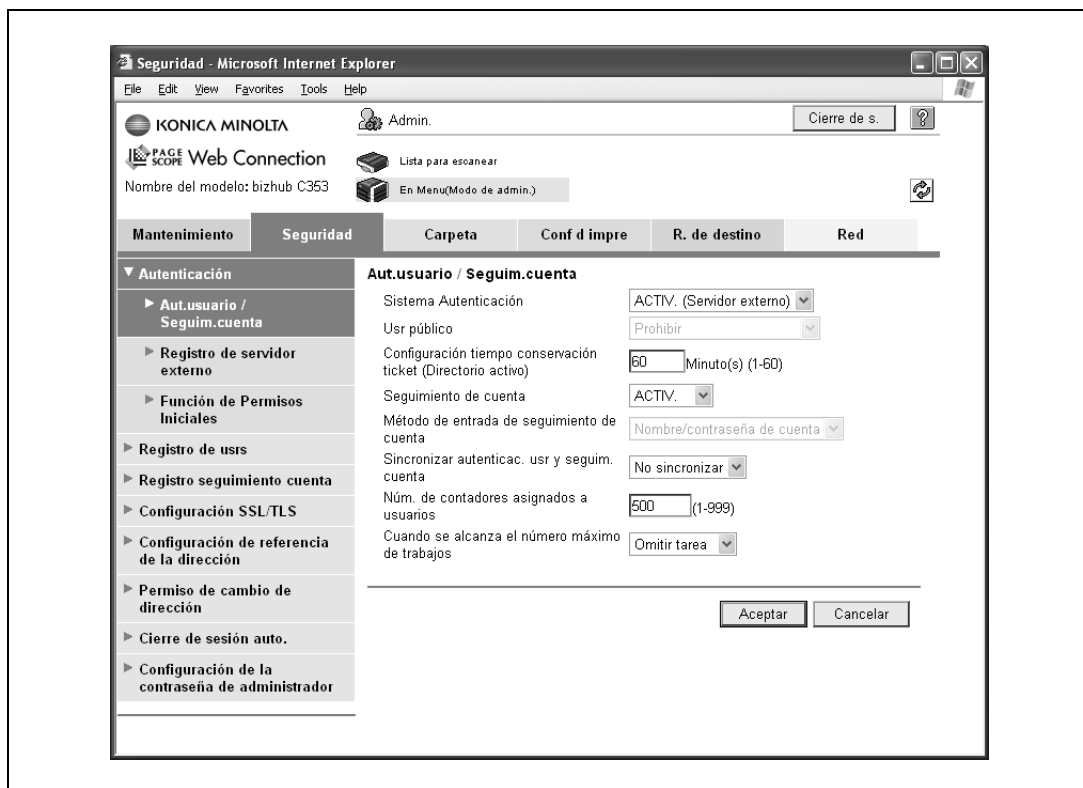 Seguridad - Microsoft Internet Explorer
File Edit View Favorites Tools Help
KONICA MINOLTA
Admin.
Cierre de s.
?
PAGE SCOPE Web Connection
Lista para escanear
Nombre del modelo: bizhub C353
En Menu(Modo de admin.)
Mantenimiento Seguridad Carpeta Conf d impre R. de destino Red
Autenticación
Aut.usuario /
Seguim.cuenta
Registro de servidor
externo
Función de Permisos
Iniciales
Registro de usrs
Registro seguimiento cuenta
Configuración SSL/TLS
Configuración de referencia
de la dirección
Permiso de cambio de
dirección
Cierre de sesión auto.
Configuración de la
contraseña de administrador
Aut.usuario / Seguim.cuenta
Sistema Autenticación ACTIV. (Servidor externo)
Usr público Prohibir
Configuración tiempo conservación
ticket (Directorio activo) 60 Minuto(s) (1-60)
Seguimiento de cuenta ACTIV.
Método de entrada de seguimiento de
cuenta Nombre/contraseña de cuenta
Sincronizar autenticac. usr y seguim.
cuenta No sincronizar
Núm. de contadores asignados a
usuarios 500 (1-999)
Cuando se alcanza el número máximo
de trabajos Omitir tarea
Aceptar Cancelar